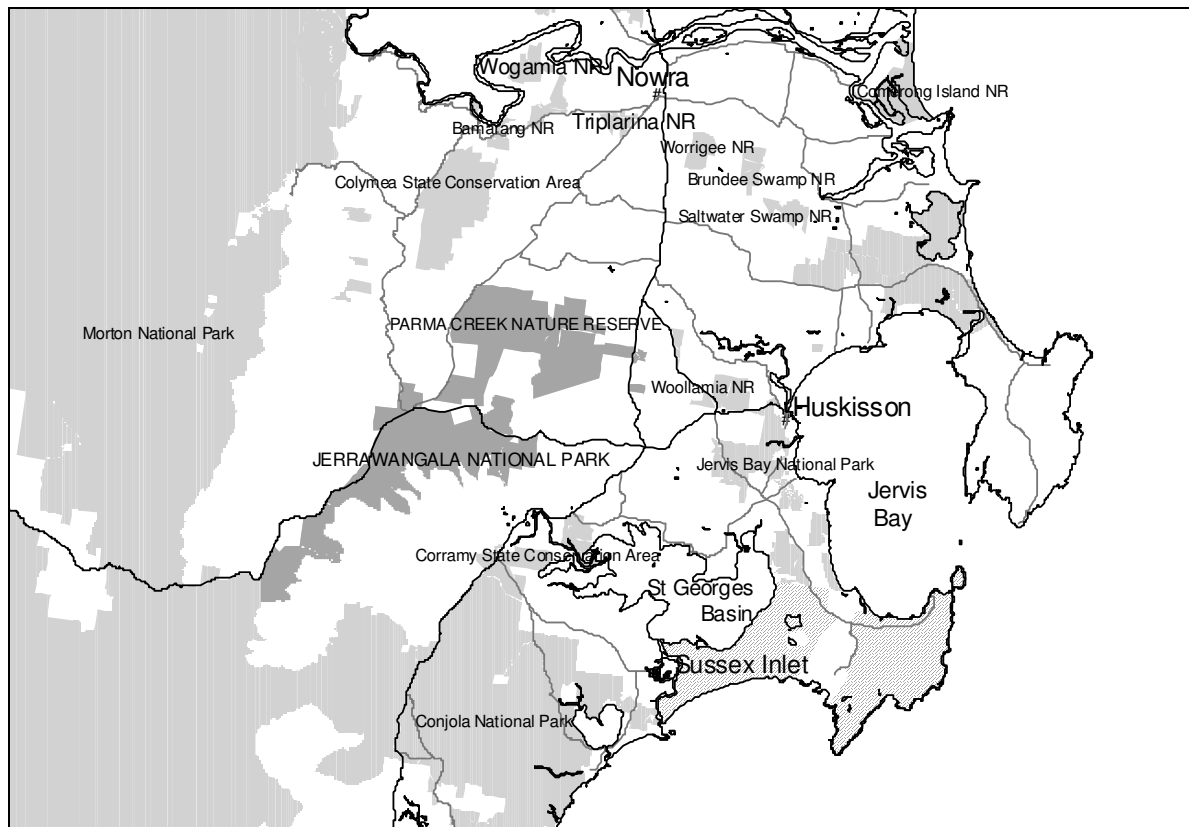 Wogamia NR
Nowra
Comerong Island NR
Bamarang NR
Triplarina NR
Worrigee NR
Colymea State Conservation Area
Brundee Swamp NR
Saltwater Swamp NR
Morton National Park
PARMA CREEK NATURE RESERVE
Woollamia NR
Huskisson
JERRAWANGALA NATIONAL PARK
Jervis Bay National Park
Jervis
Bay
Corramy State Conservation Area
St Georges
Basin
Sussex Inlet
Conjola National Park